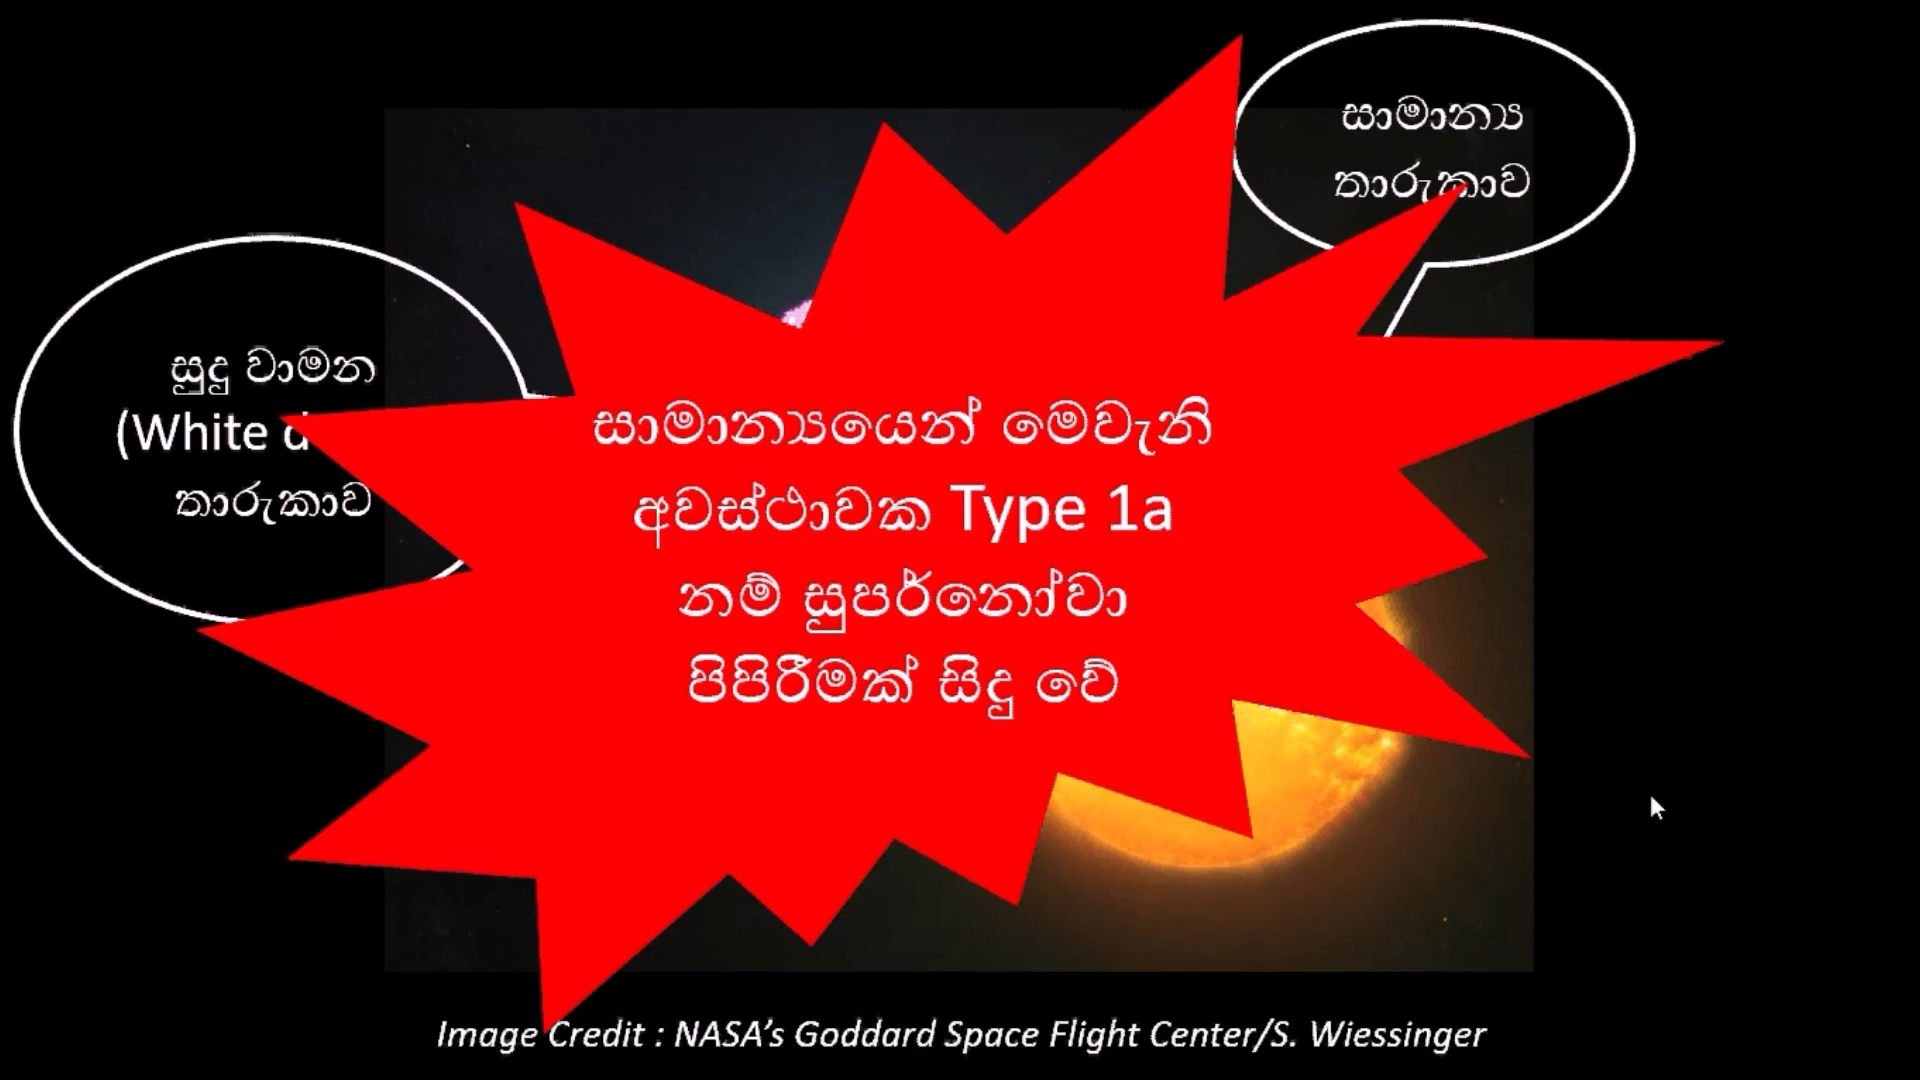 සාමාන්‍ය
තාරුකාව
සුදු වාමන
(White
තාරුකාව
සාමාන්‍යයෙන් මෙවැනි
අවස්ථාවක Type 1a
නම් සුපර්නෝවා
පිපිරීමක් සිදු වේ
Image Credit : NASA’s Goddard Space Flight Center/S. Wiessinger